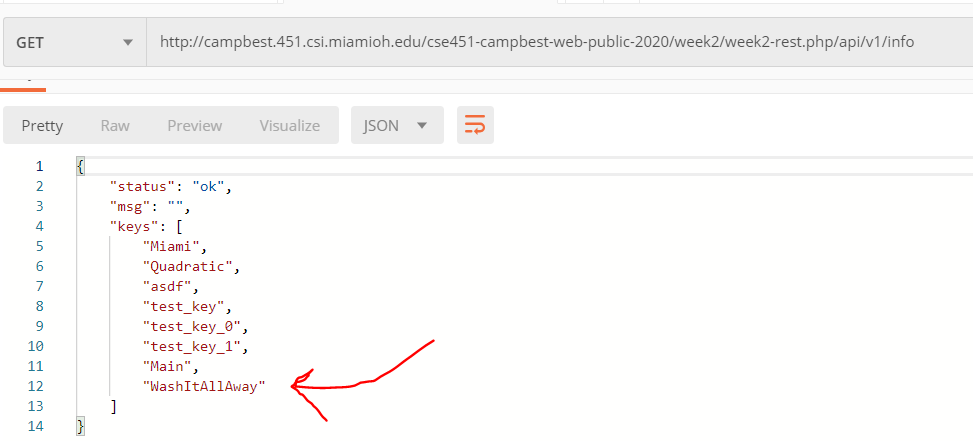 GET http://campbest.451.csi.miamioh.edu/cse451-campbest-web-public-2020/week2/week2-rest.php/api/v1/info
Pretty Raw Preview Visualize JSON
1 {
2 "status": "ok",
3 "msg": "",
4 "keys": [
5 "Miami",
6 "Quadratic",
7 "asdf",
8 "test_key",
9 "test_key_0",
10 "test_key_1",
11 "Main",
12 "WashItAllAway"
13 ]
14 }